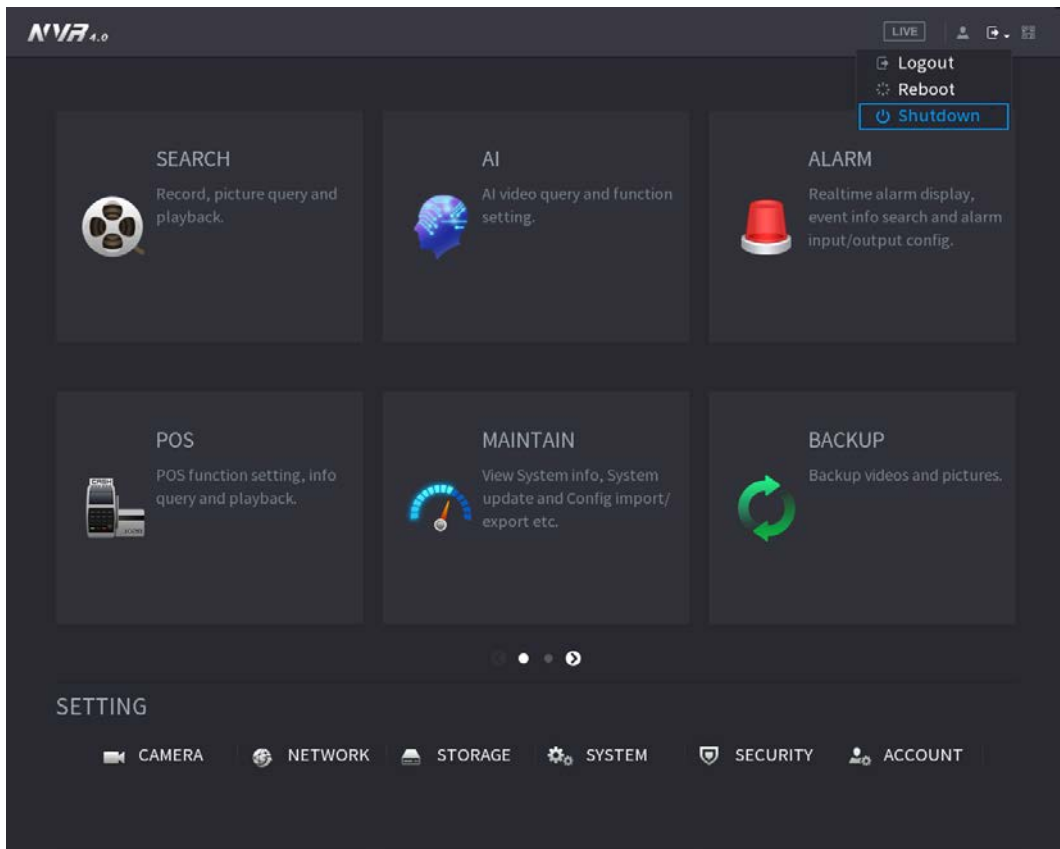 NVR 4.0
LIVE
Logout
Reboot
Shutdown
SEARCH
Record, picture query and
playback.
AI
AI video query and function
setting.
ALARM
Realtime alarm display,
event info search and alarm
input/output config.
POS
POS function setting, info
query and playback.
MAINTAIN
View System info, System
update and Config import/
export etc.
BACKUP
Backup videos and pictures.
SETTING
CAMERA
NETWORK
STORAGE
SYSTEM
SECURITY
ACCOUNT